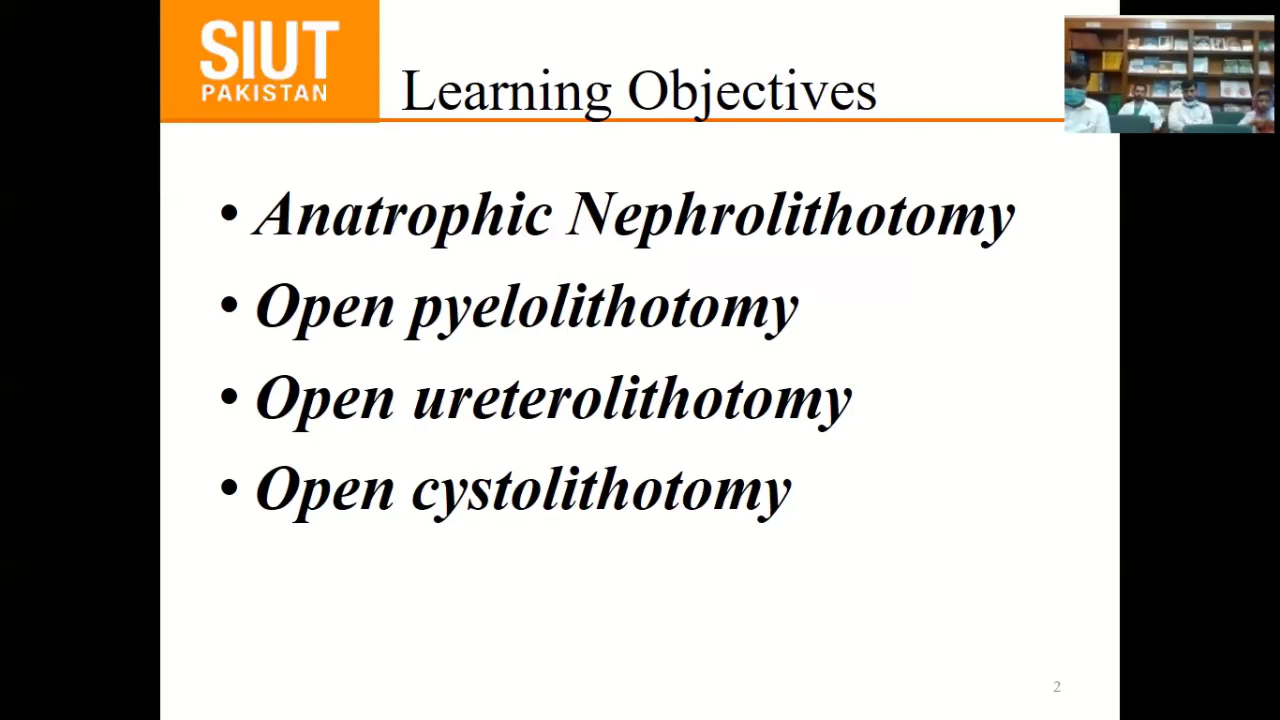 SIUT
PAKISTAN
Learning Objectives
• Anatrophic Nephrolithotomy
• Open pyelolithotomy
• Open ureterolithotomy
• Open cystolithotomy
2